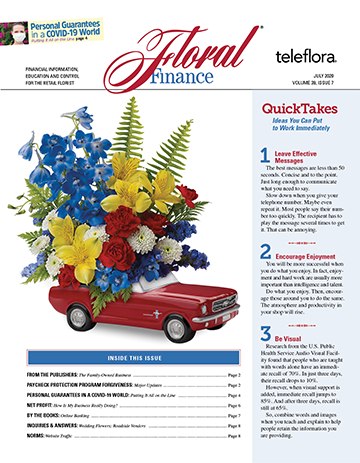 Personal Guarantees
in a COVID-19 World
Putting It All on the Line page 4
Floral
Finance
®
teleflora.
FINANCIAL INFORMATION,
EDUCATION AND CONTROL
FOR THE RETAIL FLORIST
JULY 2020
VOLUME 39, ISSUE 7
QuickTakes
Ideas You Can Put
to Work Immediately
1 Leave Effective
Messages
The best messages are less than 50
seconds. Concise and to the point.
Just long enough to communicate
what you need to say.
Slow down when you give your
telephone number. Maybe even
repeat it. Most people say their num-
ber too quickly. The recipient has to
play the message several times to get
it. That can be annoying.
2 Encourage Enjoyment
You will be more successful when
you do what you enjoy. In fact, enjoy-
ment and hard work are usually more
important than intelligence and talent.
Do what you enjoy. Then, encour-
age those around you to do the same.
The atmosphere and productivity in
your shop will rise.
3 Be Visual
Research from the U.S. Public
Health Service Audio Visual Facil-
ity found that people who are taught
with words alone have an immedi-
ate recall of 70%. In just three days,
their recall drops to 10%.
However, when visual support is
added, immediate recall jumps to
85%. And after three days, recall is
still at 65%.
So, combine words and images
when you teach and explain to help
people retain the information you
are providing.
INSIDE THIS ISSUE
FROM THE PUBLISHERS: The Family-Owned Business Page 2
PAYCHECK PROTECTION PROGRAM FORGIVENESS: Major Updates Page 2
PERSONAL GUARANTEES IN A COVID-19 WORLD: Putting It All on the Line Page 4
NET PROFIT: How Is My Business Really Doing? Page 6
BY THE BOOKS: Online Banking Page 7
INQUIRIES & ANSWERS: Wedding Flowers; Roadside Vendors Page 8
NORMS: Website Traffic Page 8